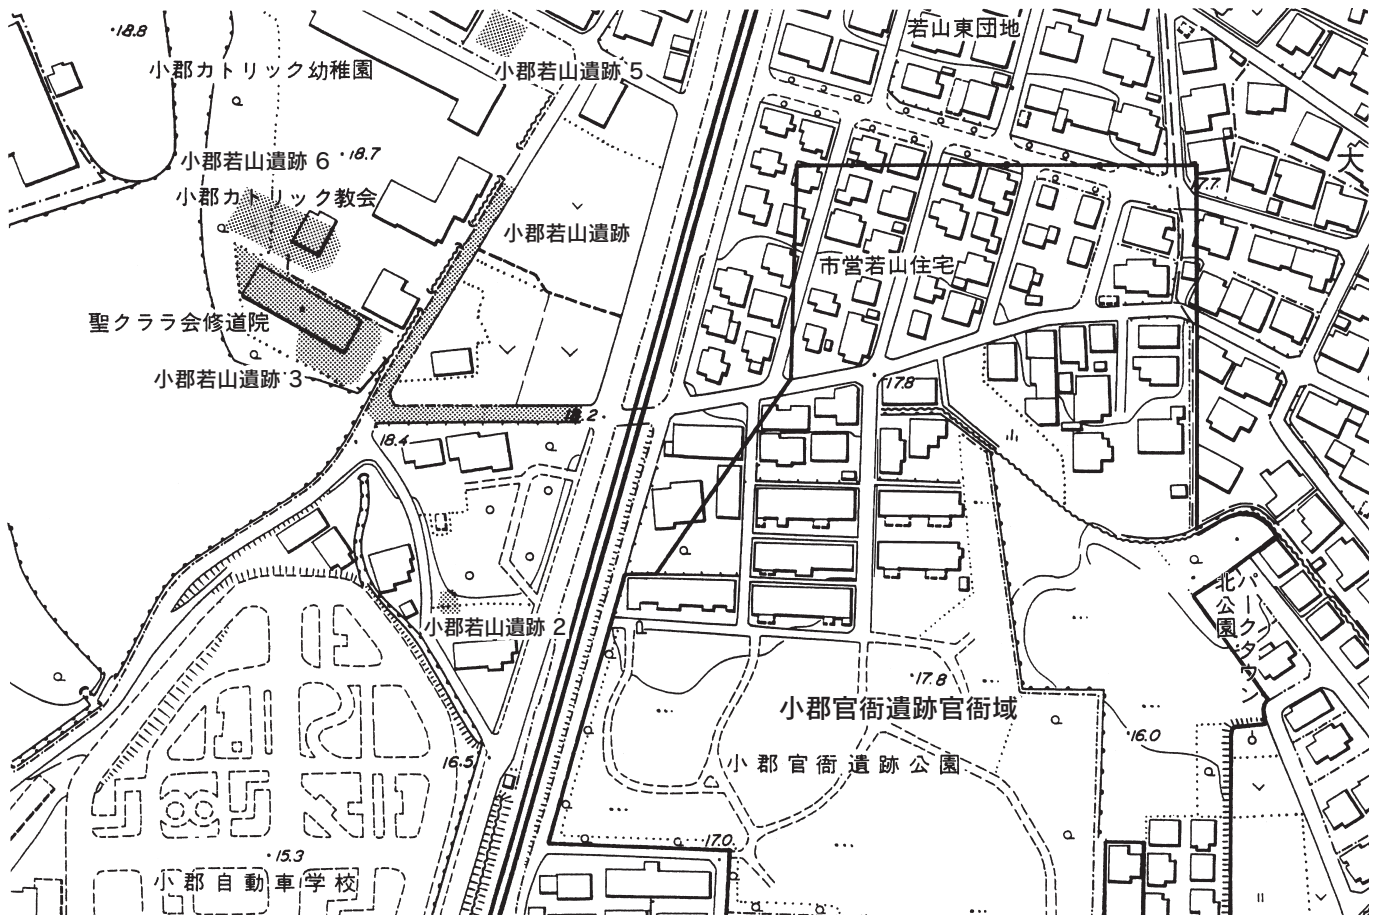 18.8
若山東団地
小郡カトリック幼稚園
小郡若山遺跡 5
小郡若山遺跡 6
18.7
大
小郡カトリック教会
17.7
小郡若山遺跡
市営若山住宅
聖クララ会修道院
小郡若山遺跡 3
17.8
18.2
18.4
パークタウン
北公園
小郡若山遺跡 2
17.8
小郡官衙遺跡官衙域
16.0
小郡官衙遺跡公園
16.5
17.0
15.3
小郡自動車学校